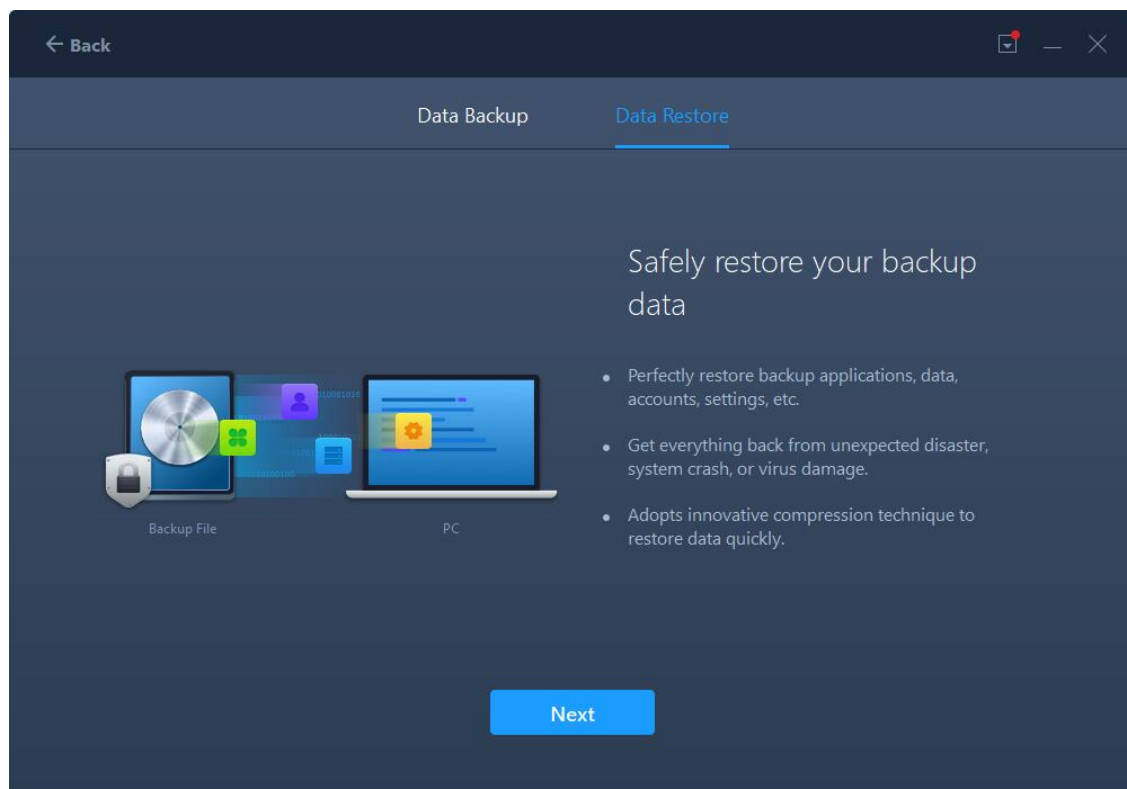 Back
Data Backup
Data Restore
Safely restore your backup
data
Perfectly restore backup applications, data,
accounts, settings, etc.
Get everything back from unexpected disaster,
system crash, or virus damage.
Adopts innovative compression technique to
restore data quickly.
Backup File
PC
Next